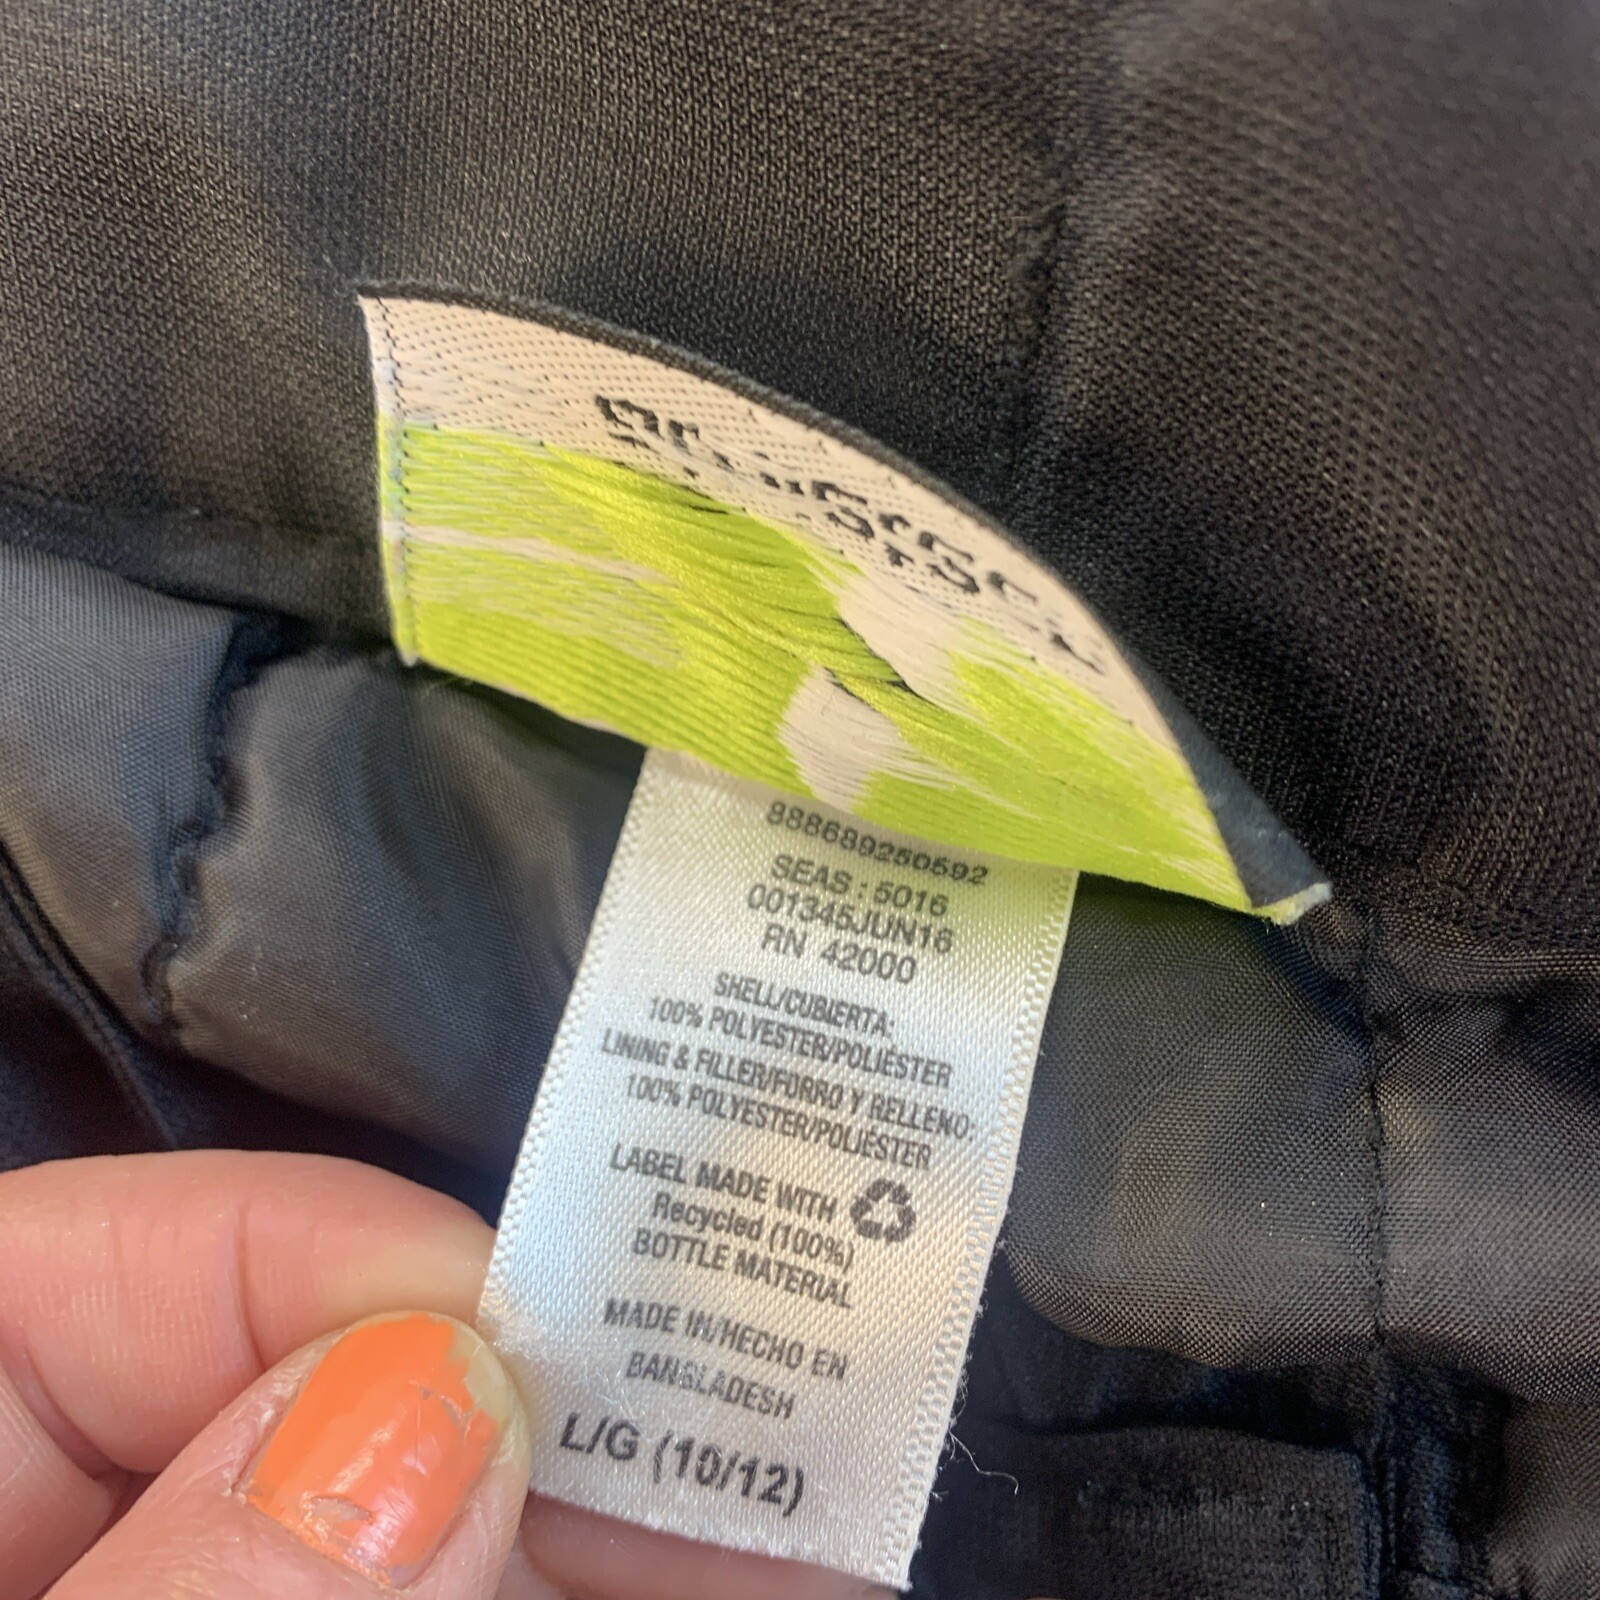 888689250592
SEAS : 5016
001345JUN16
RN 42000
SHELL/CUBIERTA:
100% POLYESTER/POLIÉSTER
LINING & FILLER/FORRO Y RELLENO:
100% POLYESTER/POLIÉSTER
LABEL MADE WITH
Recycled (100%)
BOTTLE MATERIAL
MADE IN/HECHO EN
BANGLADESH
L/G (10/12)